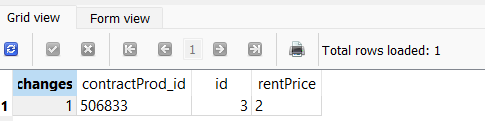 Grid view Form view
1 Total rows loaded: 1
changes contractProd_id id rentPrice
1 1 506833 3 2